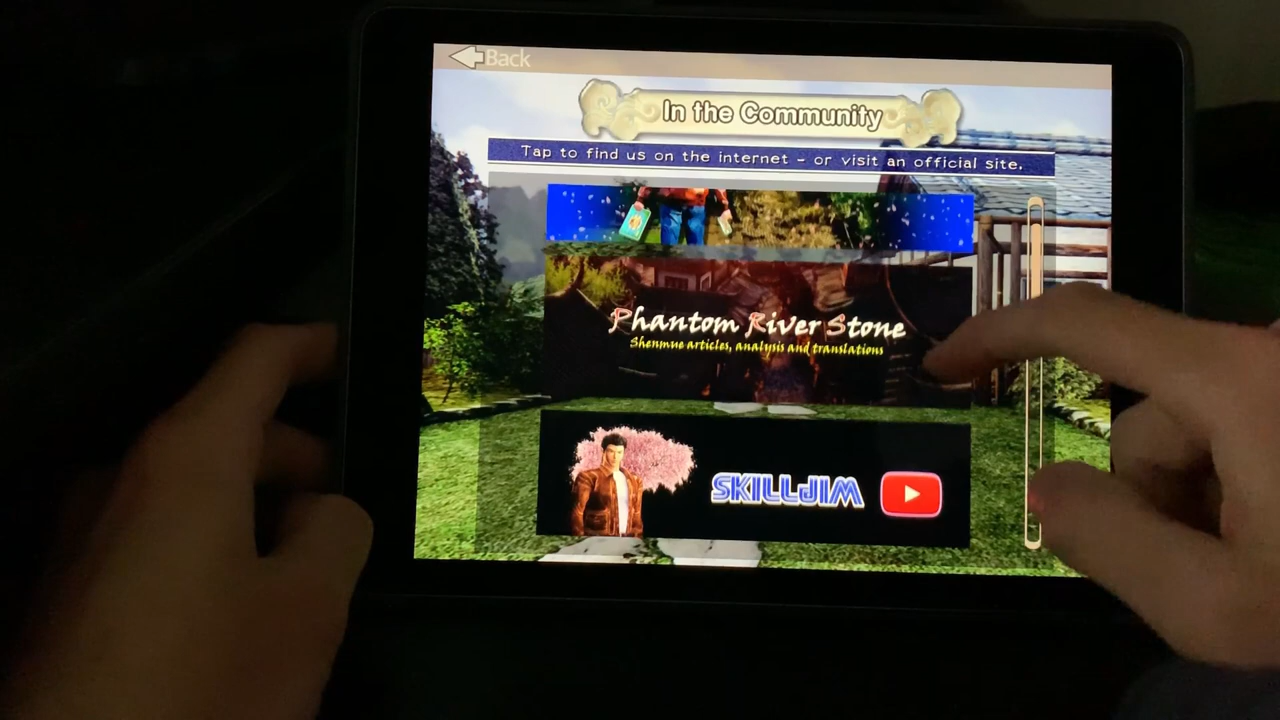 Back
In the Community
Tap to find us on the internet - or visit an official site.
Phantom River Stone
Shenmue articles, analysis and translations
SKILLJIM